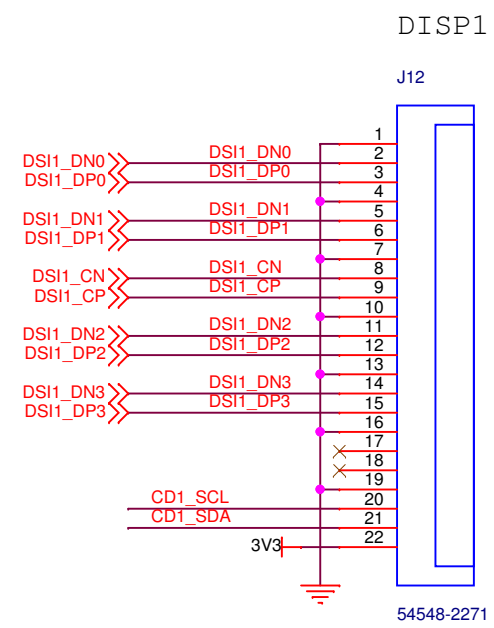 DISP1
J12
1
DSI1_DN0 DSI1_DN0 2
DSI1_DP0 DSI1_DP0 3
4
DSI1_DN1 DSI1_DN1 5
DSI1_DP1 DSI1_DP1 6
7
DSI1_CN DSI1_CN 8
DSI1_CP DSI1_CP 9
10
DSI1_DN2 DSI1_DN2 11
DSI1_DP2 DSI1_DP2 12
13
DSI1_DN3 DSI1_DN3 14
DSI1_DP3 DSI1_DP3 15
16
17
18
19
CD1_SCL 20
CD1_SDA 21
3V3 22
54548-2271